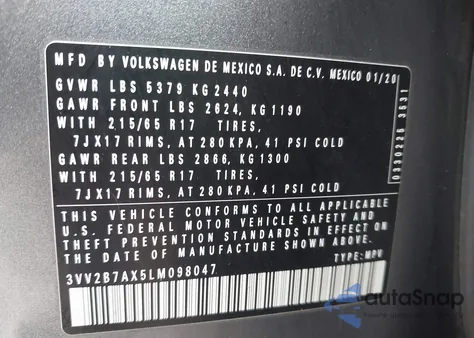 MFD BY VOLKSWAGEN DE MEXICO S.A. DE C.V. MEXICO 01/20
GVWR LBS 5379 KG 2440
GAWR FRONT LBS 2624, KG 1190
WITH 215/65 R17 TIRES,
7JX17 RIMS, AT 280 KPA, 41 PSI COLD
GAWR REAR LBS 2866, KG 1300
WITH 215/65 R17 TIRES,
7JX17 RIMS, AT 280 KPA, 41 PSI COLD
THIS VEHICLE CONFORMS TO ALL APPLICABLE
U.S. FEDERAL MOTOR VEHICLE SAFETY AND
THEFT PREVENTION STANDARDS IN EFFECT ON
THE DATE OF MANUFACTURE SHOWN ABOVE
3VV2B7AX5LM098047 TYPE: MPV
0330225 3531
autoSnap